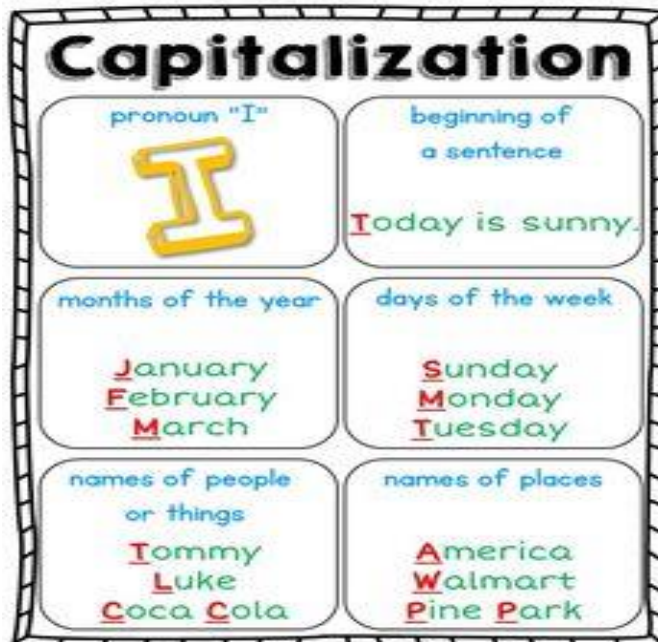 Capitalization
pronoun "I"
I
beginning of
a sentence
Today is sunny.
months of the year
January
February
March
days of the week
Sunday
Monday
Tuesday
names of people
or things
Tommy
Luke
Coca Cola
names of places
America
Walmart
Pine Park